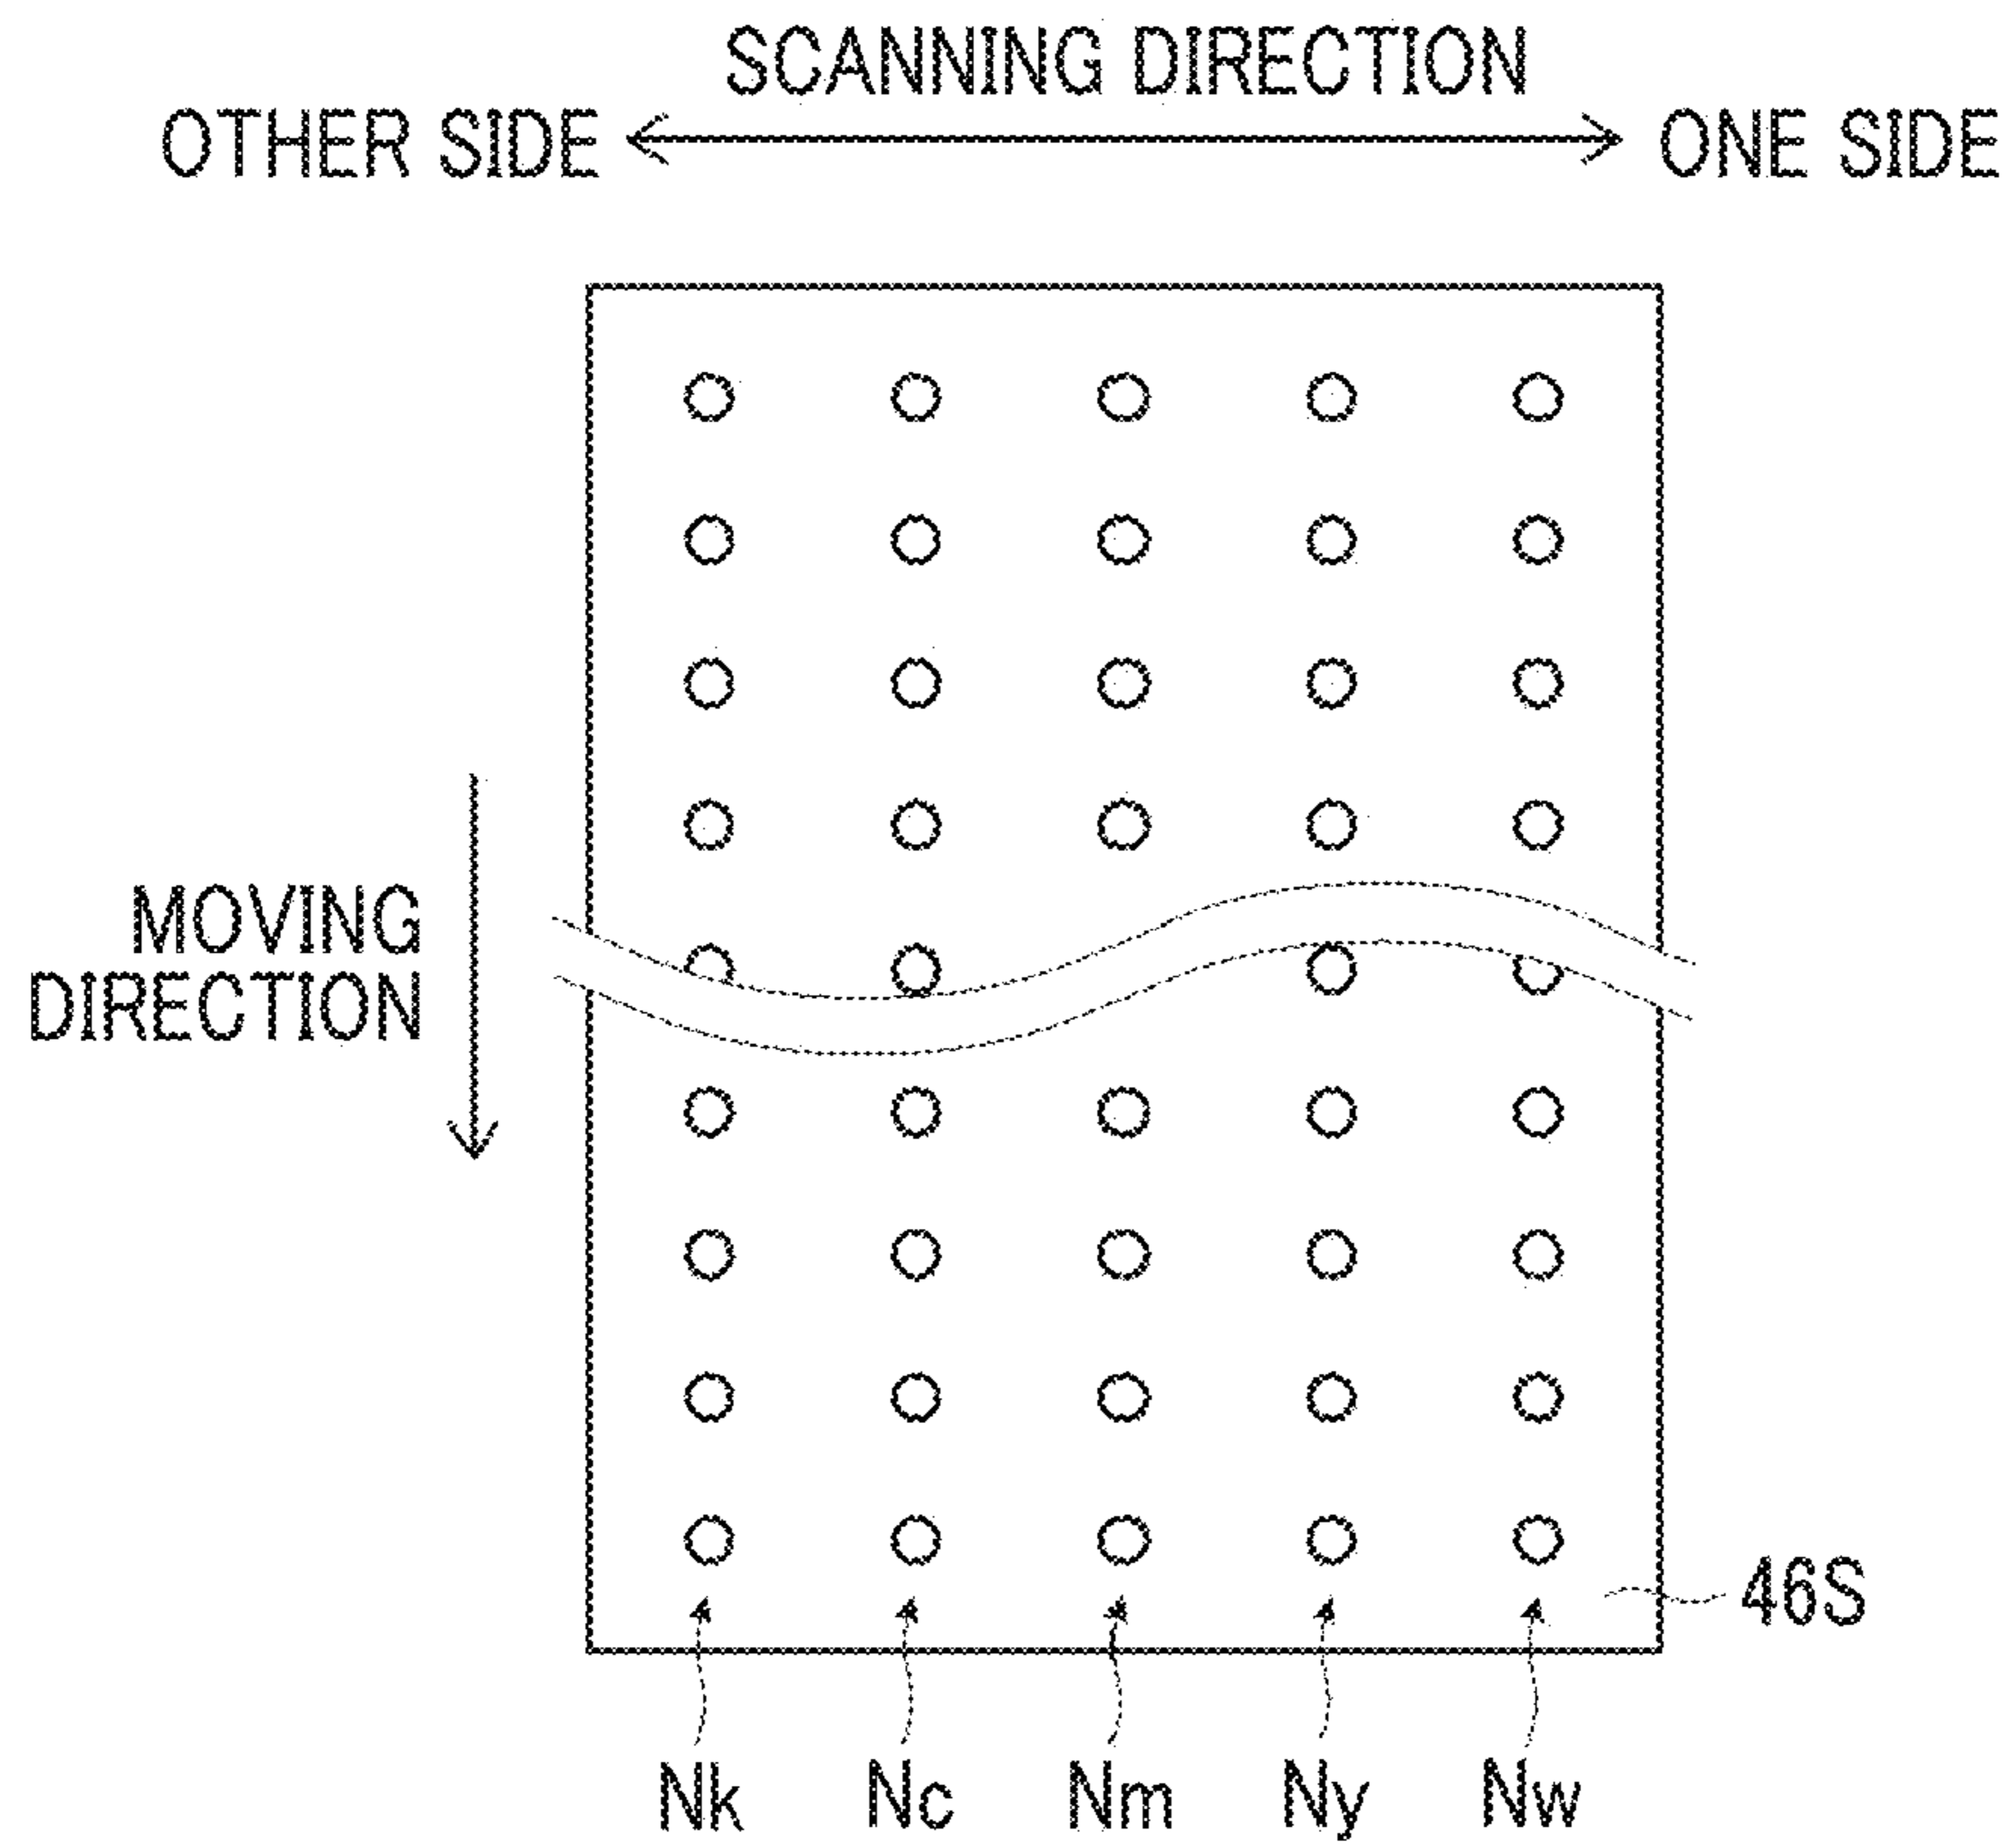 SCANNING DIRECTION
OTHER SIDE
ONE SIDE
MOVING
DIRECTION
46S
Nk
Nc
Nm
Ny
Nw